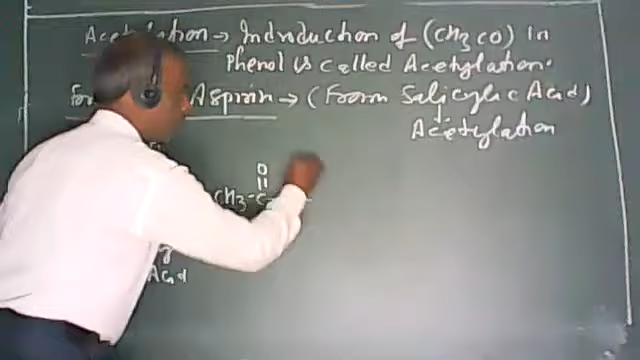 Acetylation → Introduction of (CH3CO) in
Phenol is called Acetylation.
Aspirin → (From Salicylic Acid)
Acetylation
O
CH3-C
Acid